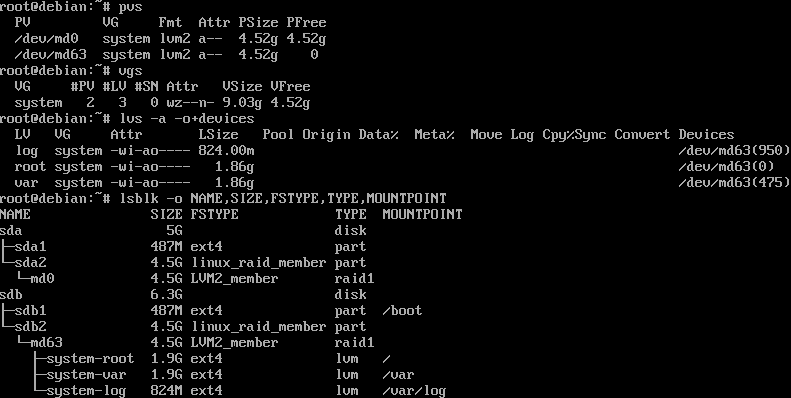 root@debian:~# pvs
  PV         VG     Fmt  Attr PSize PFree
  /dev/md0   system lvm2 a--  4.52g 4.52g
  /dev/md63  system lvm2 a--  4.52g    0
root@debian:~# vgs
  VG     #PV #LV #SN Attr   VSize VFree
  system   2   3   0 wz--n- 9.03g 4.52g
root@debian:~# lvs -a -o+devices
  LV   VG     Attr       LSize   Pool Origin Data%  Meta%  Move Log Cpy%Sync Convert Devices
  log  system -wi-ao---- 824.00m                                                     /dev/md63(950)
  root system -wi-ao----   1.86g                                                     /dev/md63(0)
  var  system -wi-ao----   1.86g                                                     /dev/md63(475)
root@debian:~# lsblk -o NAME,SIZE,FSTYPE,TYPE,MOUNTPOINT
NAME                SIZE FSTYPE            TYPE  MOUNTPOINT
sda                   5G                   disk
├─sda1              487M ext4              part
└─sda2              4.5G linux_raid_member part
  └─md0             4.5G LVM2_member       raid1
sdb                 6.3G                   disk
├─sdb1              487M ext4              part  /boot
└─sdb2              4.5G linux_raid_member part
  └─md63            4.5G LVM2_member       raid1
    ├─system-root   1.9G ext4              lvm   /
    ├─system-var    1.9G ext4              lvm   /var
    └─system-log    824M ext4              lvm   /var/log